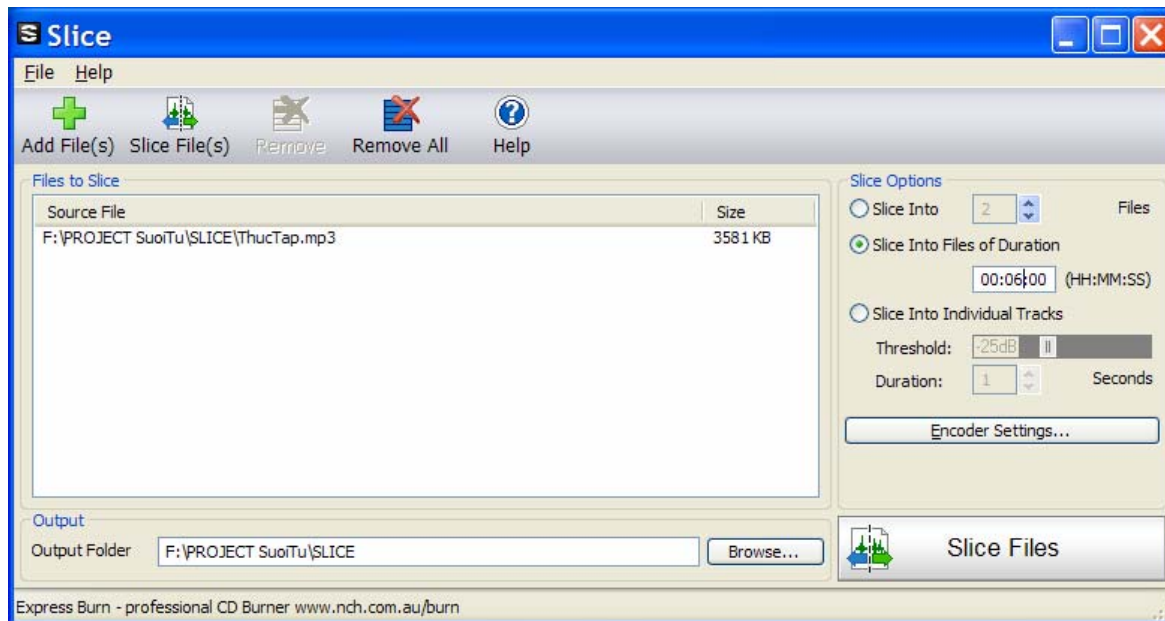 Slice
File Help
Add File(s) Slice File(s) Remove Remove All Help
Files to Slice
Source File Size
F:\PROJECT SuoiTu\SLICE\ThucTap.mp3 3581 KB
Slice Options
Slice Into 2 Files
Slice Into Files of Duration
00:06:00 (HH:MM:SS)
Slice Into Individual Tracks
Threshold: -25dB
Duration: 1 Seconds
Encoder Settings...
Output
Output Folder F:\PROJECT SuoiTu\SLICE Browse...
Slice Files
Express Burn - professional CD Burner www.nch.com.au/burn